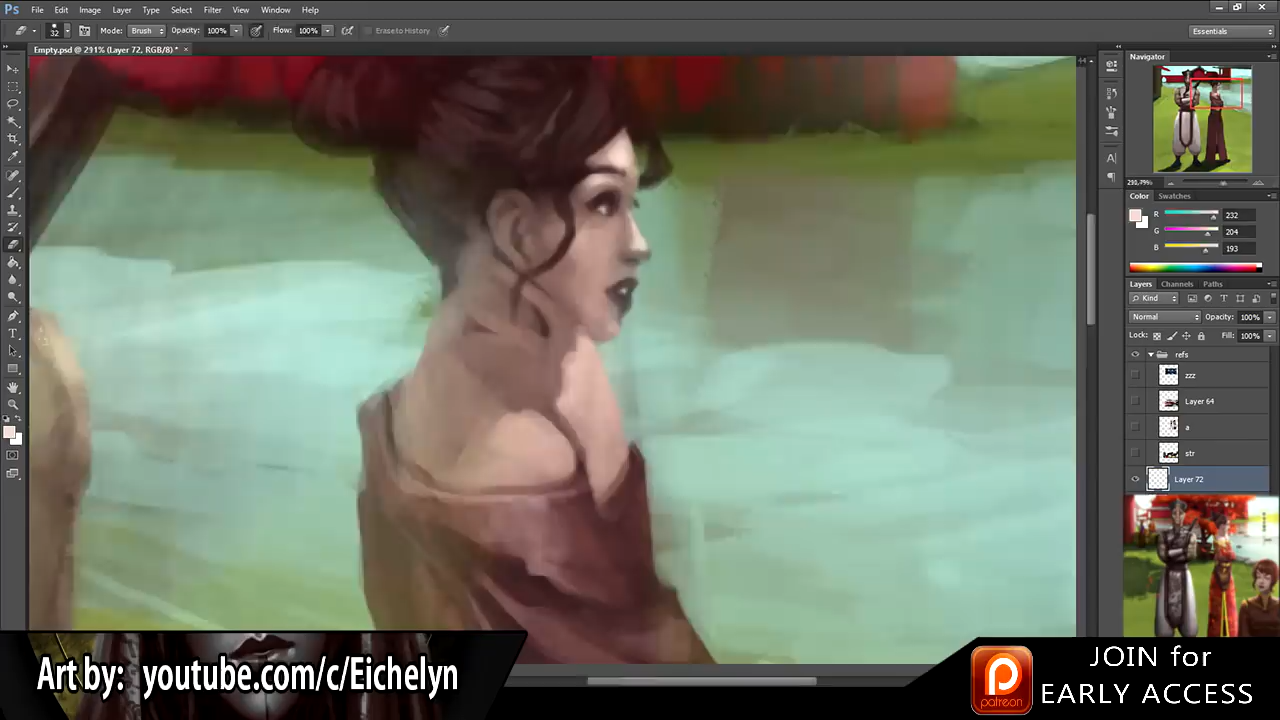 Ps File Edit Image Layer Type Select Filter View Window Help
32 Mode: Brush Opacity: 100% Flow: 100% Erase to History Essentials
Empty.psd @ 291% (Layer 72, RGB/8) * ×
Navigator
Color Swatches
R 232
G 204
B 193
Layers Channels Paths
Kind
Normal Opacity: 100%
Lock: Fill: 100%
refs
zzz
Layer 64
a
str
Layer 72
Art by: youtube.com/c/Eichelyn
patreon
JOIN for
EARLY ACCESS